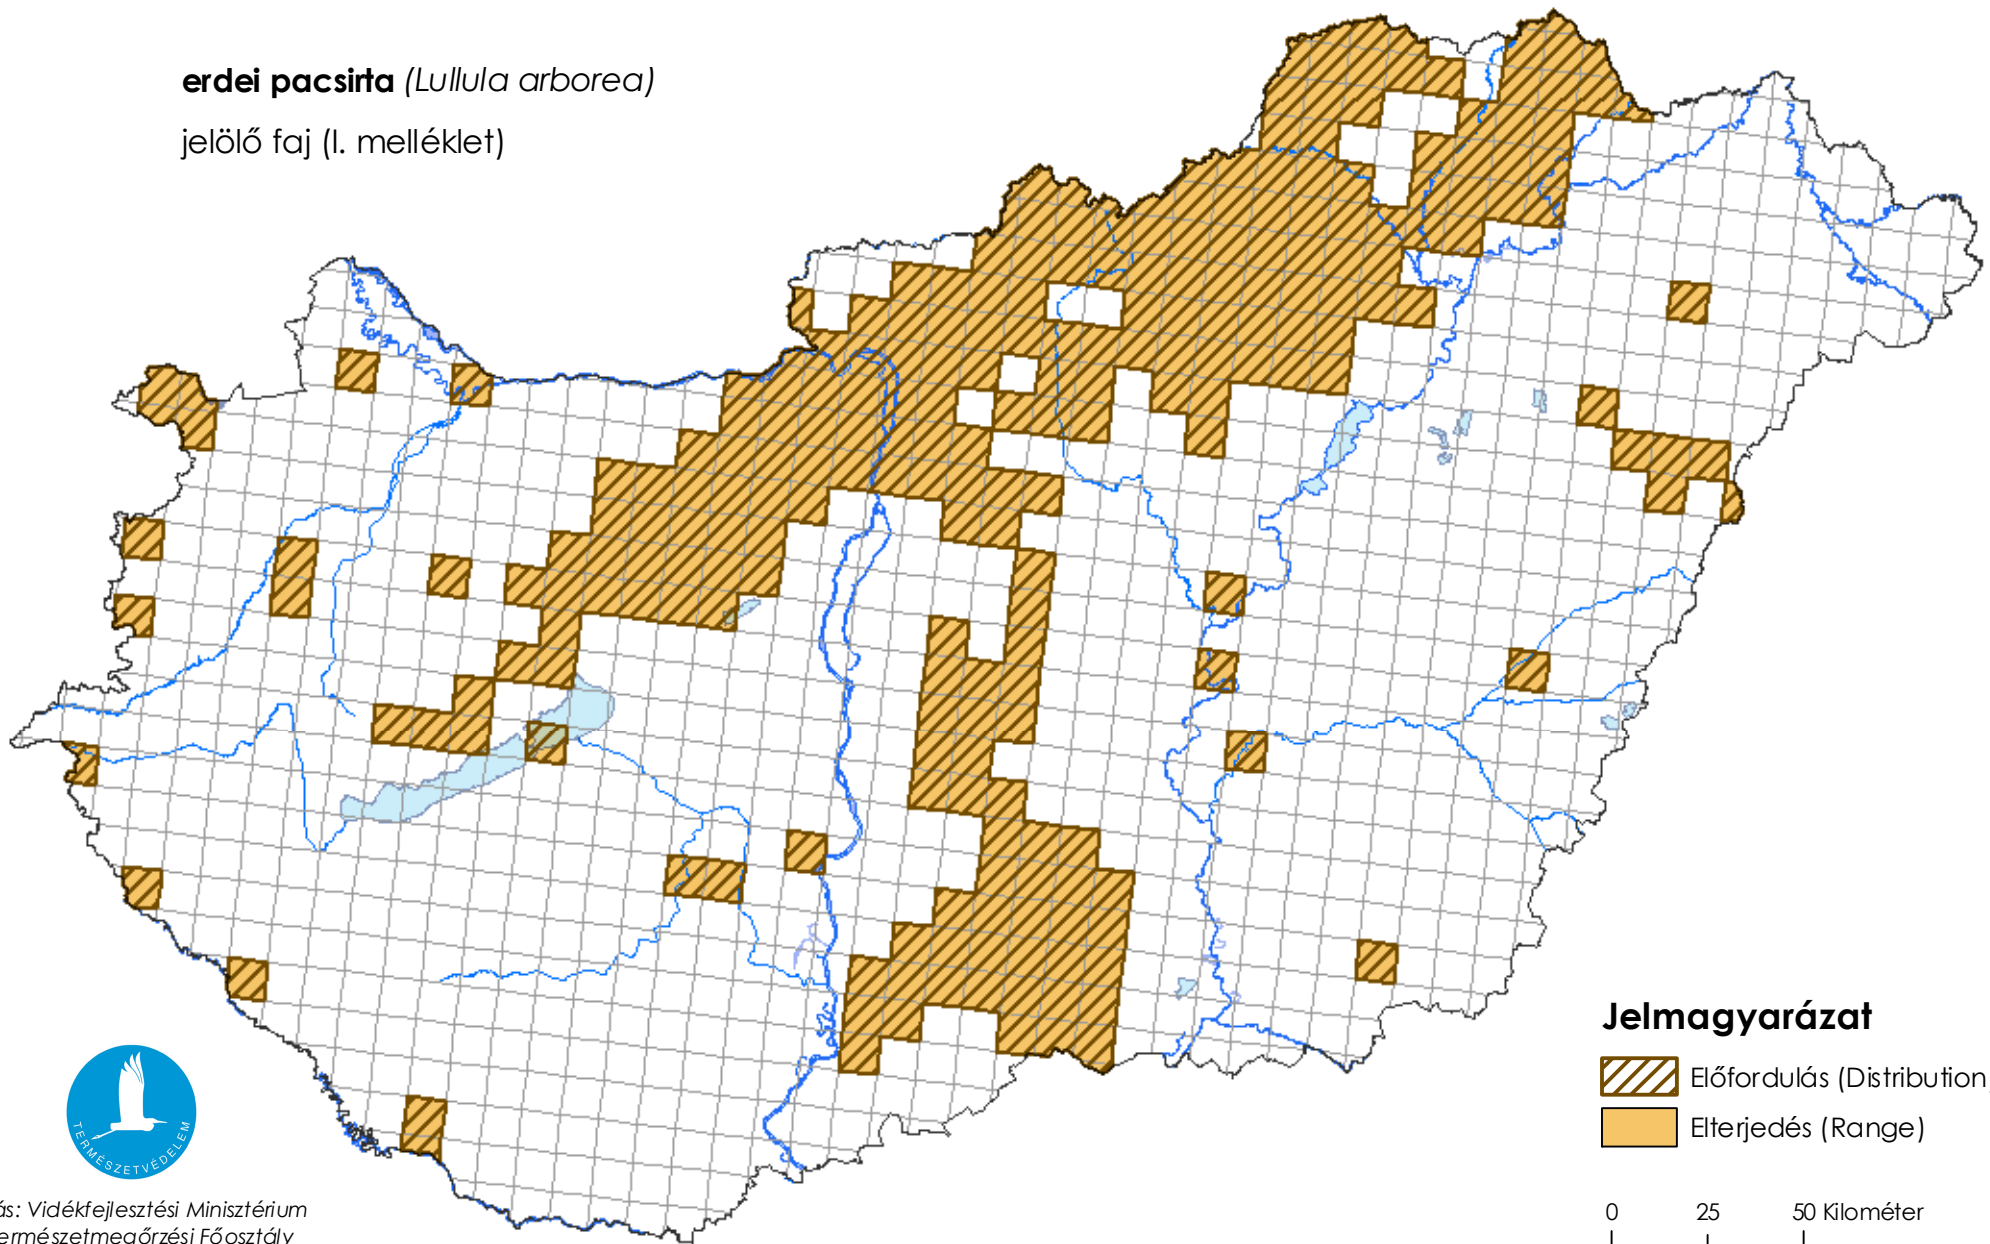 erdei pacsirta (Lullula arborea)
jelölő faj (I. melléklet)
Jelmagyarázat
Előfordulás (Distribution
Elterjedés (Range)
0 25 50 Kilométer
TERMÉSZETVÉDELEM
ás: Vidékfejlesztési Minisztérium
ermészetmegőrzési Főosztály